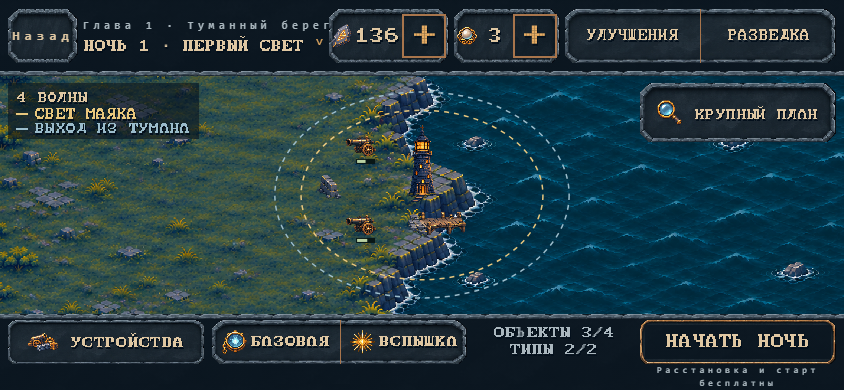 Назад
Глава 1 · Туманный берег
НОЧЬ 1 · ПЕРВЫЙ СВЕТ v
136 +
3 +
УЛУЧШЕНИЯ
РАЗВЕДКА
4 ВОЛНЫ
— СВЕТ МАЯКА
— ВЫХОД ИЗ ТУМАНА
КРУПНЫЙ ПЛАН
УСТРОЙСТВА
БАЗОВАЯ
ВСПЫШКА
ОБЪЕКТЫ 3/4
ТИПЫ 2/2
НАЧАТЬ НОЧЬ
Расстановка и старт
бесплатны